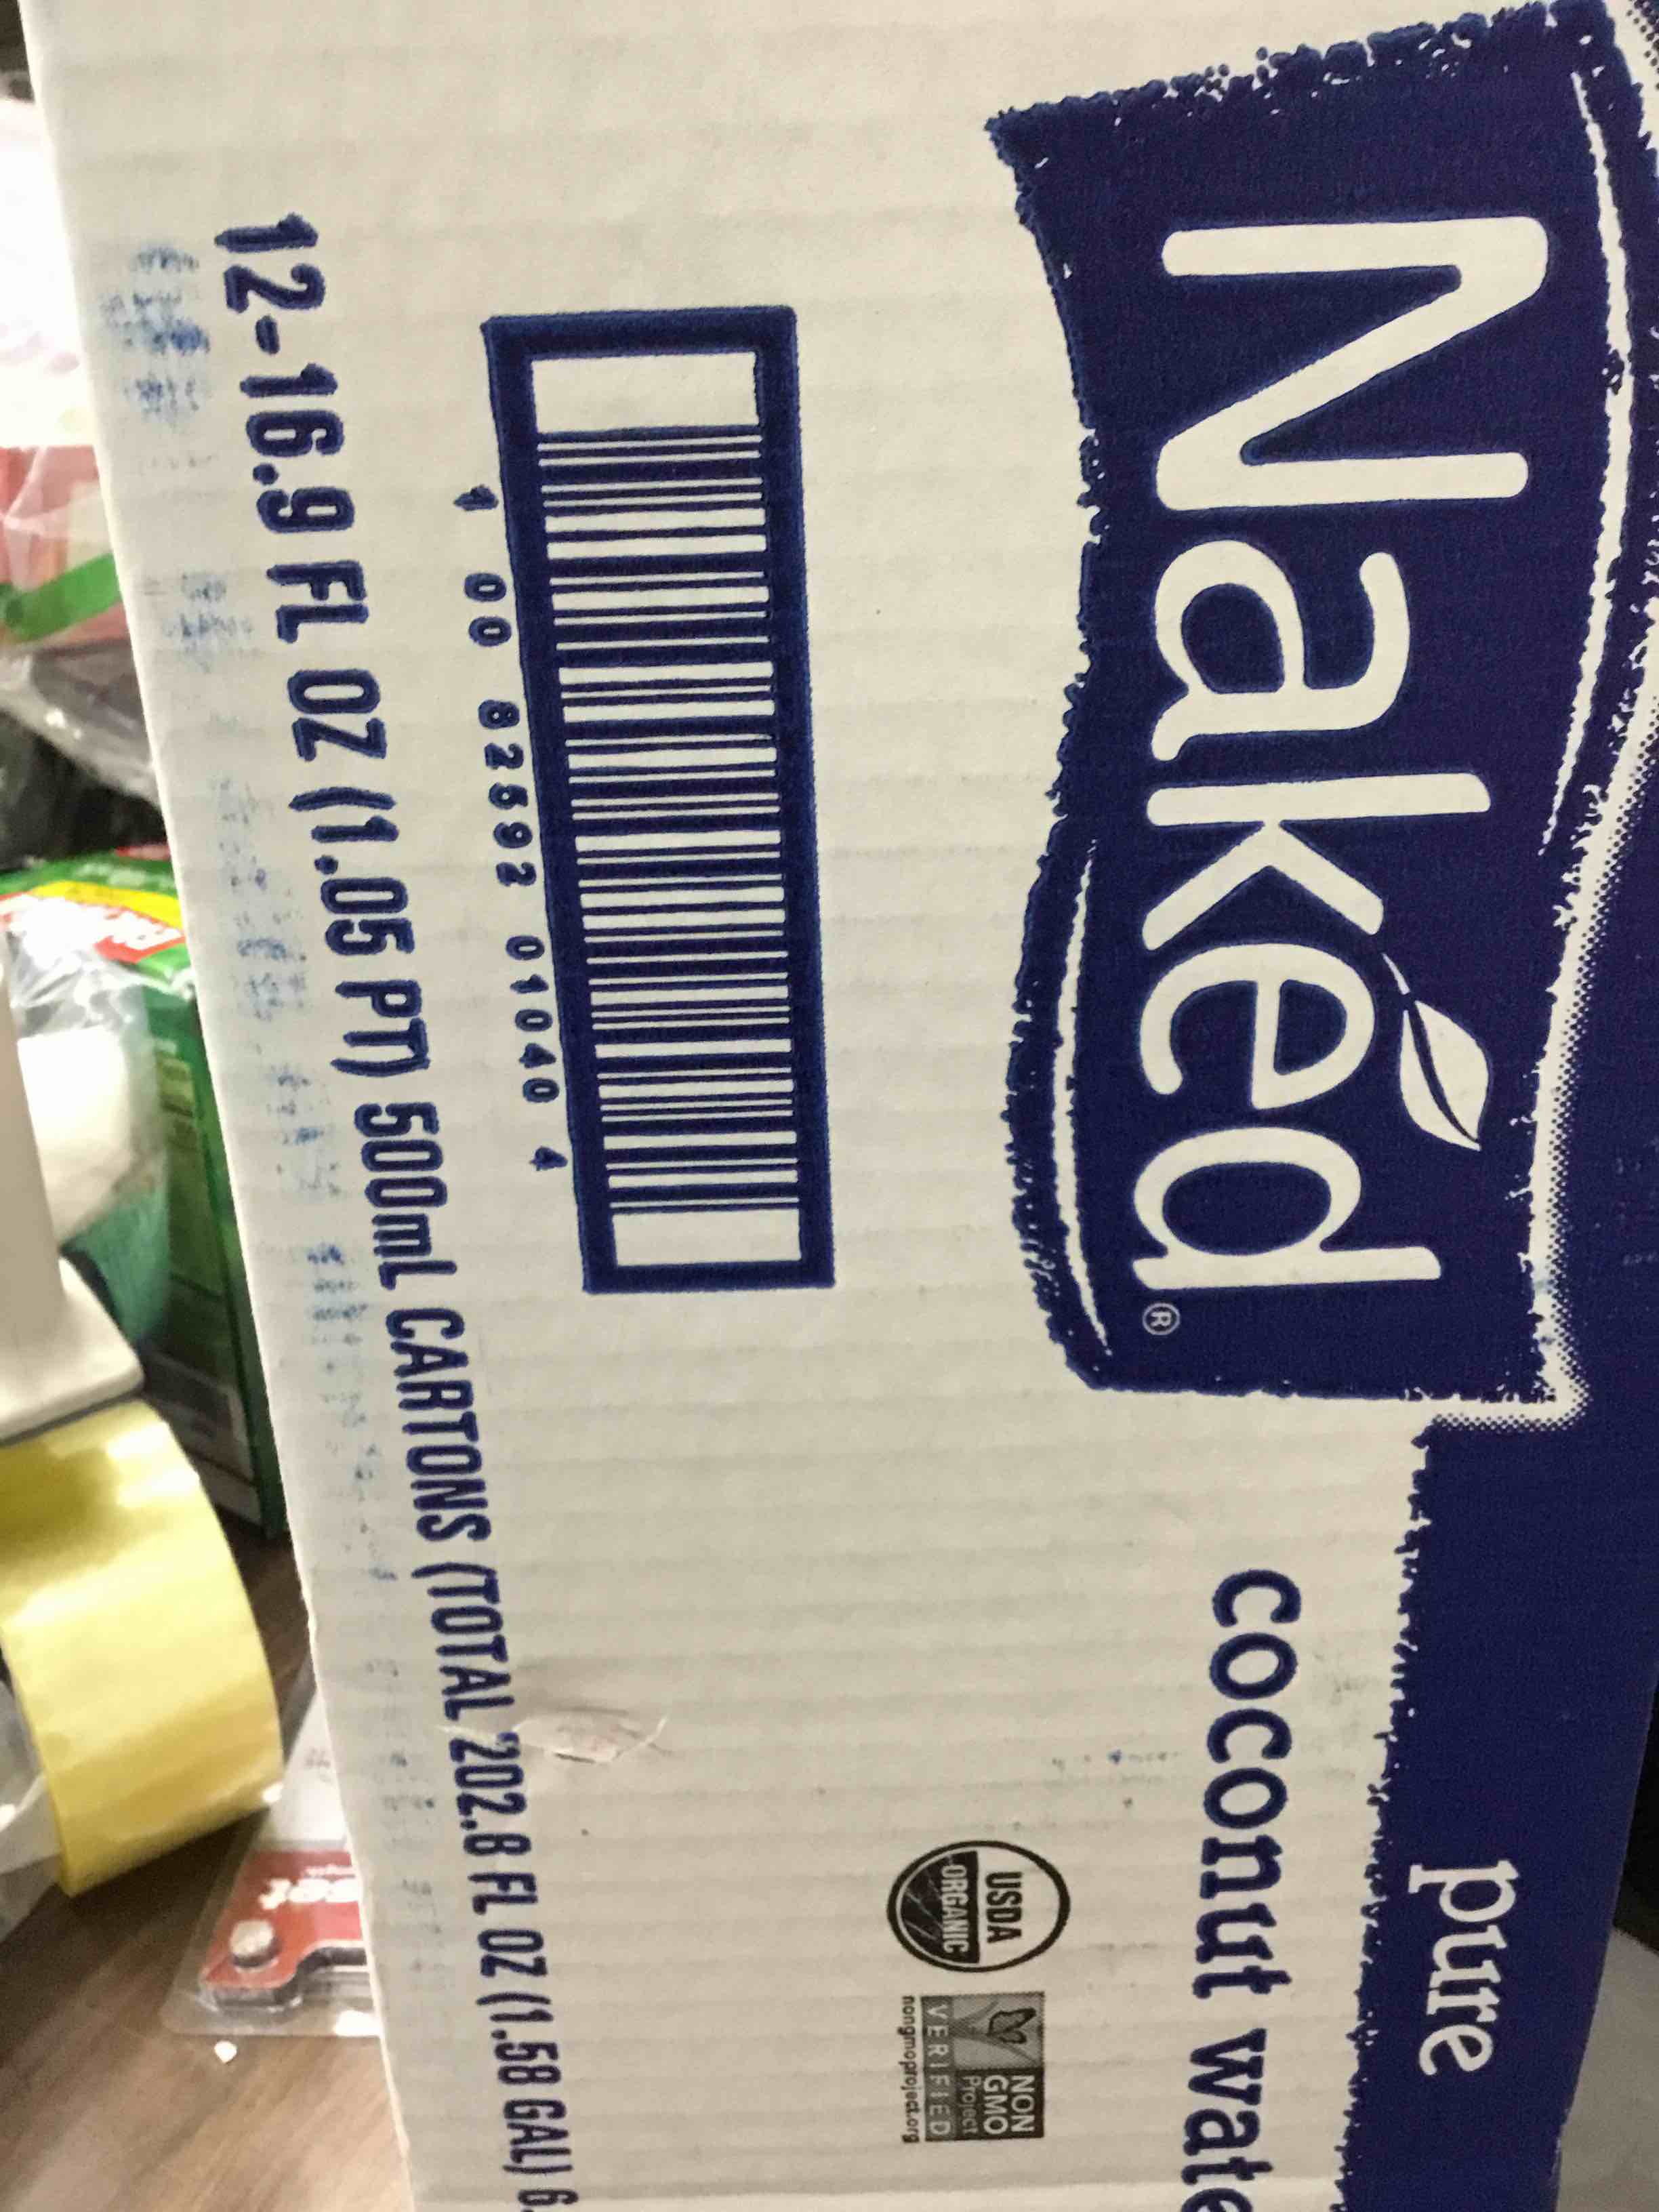 Naked®
pure
coconut wate
USDA
ORGANIC
NON
GMO
Project
VERIFIED
nongmoproject.org
1 00 82592 01040 4
12-16.9 FL OZ (1.05 PT) 500mL CARTONS (TOTAL 202.8 FL OZ (1.58 GAL) 6.